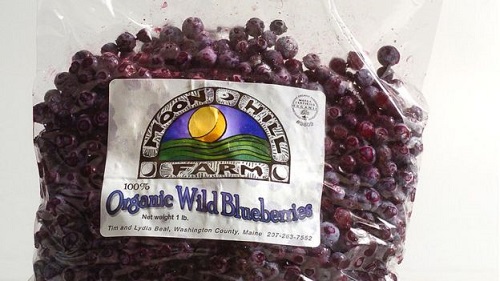 MOON HILL
FARM
100%
Organic Wild Blueberries
Net weight 1 lb.
Tim and Lydia Beal, Washington County, Maine 207-263-7552